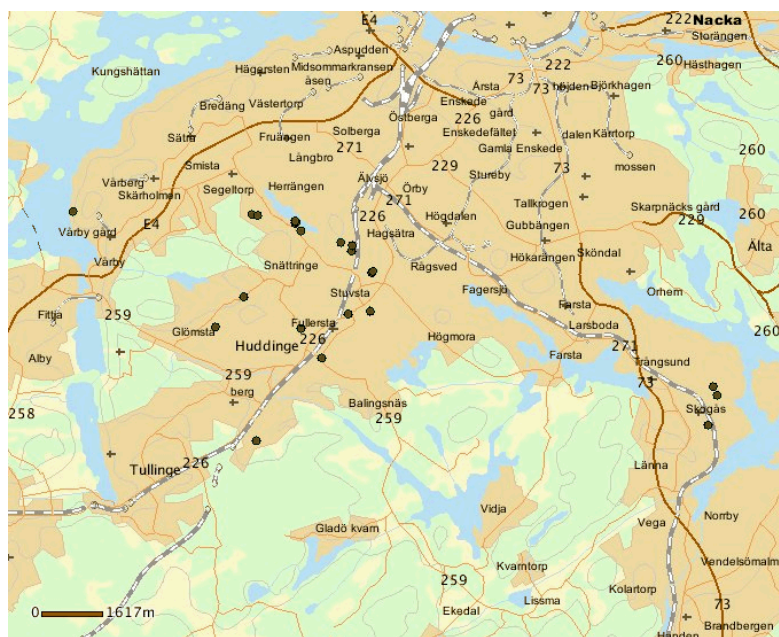 E4
222
Nacka
Storängen
Aspudden
Kungshättan
Hägersten
Midsommarkransen
åsen
73
222
260
Hästhagen
Årsta
höjden
Björkhagen
73
Bredäng
Västertorp
Enskede
gård
Östberga
226
Sätra
Fruängen
Solberga
Enskedefältet
dalen
Kärrtorp
271
Gamla Enskede
Långbro
260
Smista
229
mossen
73
Älvsjö
Stureby
Vårberg
Segeltorp
Herrängen
Örby
Skärholmen
271
Tallkrogen
Skarpnäcks gård
226
Högdalen
229
260
E4
Gubbängen
Vårby gård
Hagsätra
Älta
Hökarängen
Sköndal
Vårby
Snättringe
Rågsved
Stuvsta
Fagersjö
Orhem
Farsta
Fittja
259
Fullersta
Larsboda
Glömsta
226
Högmora
260
Huddinge
271
Alby
Farsta
Trångsund
259
73
berg
Balingsnäs
258
259
Skogås
Tullinge
226
Länna
Vidja
Norrby
Gladö kvarn
Vega
Kvarntorp
Vendelsömalm
259
Kolartorp
Lissma
73
0
1617m
Ekedal
Brandbergen
Handen